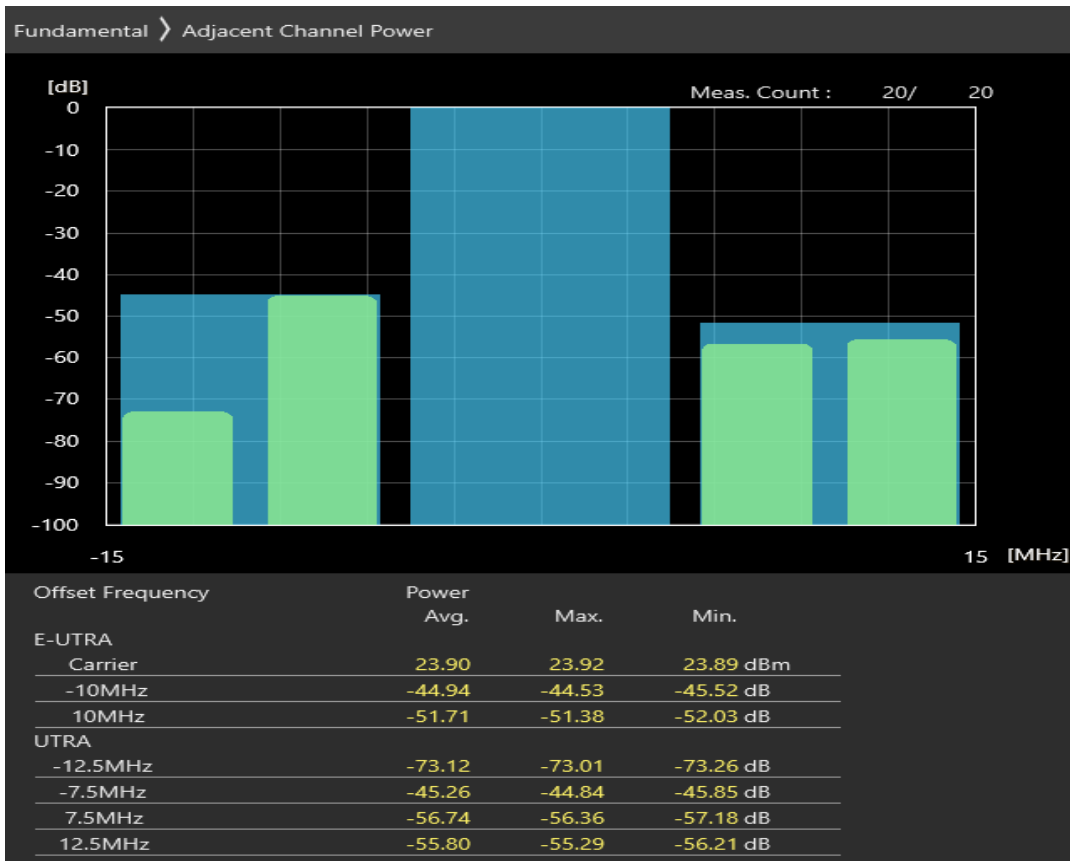 Fundamental 〉 Adjacent Channel Power
[dB]
Meas. Count : 20/ 20
0
-10
-20
-30
-40
-50
-60
-70
-80
-90
-100
-15 15 [MHz]
Offset Frequency Power
Avg. Max. Min.
E-UTRA
Carrier 23.90 23.92 23.89 dBm
-10MHz -44.94 -44.53 -45.52 dB
10MHz -51.71 -51.38 -52.03 dB
UTRA
-12.5MHz -73.12 -73.01 -73.26 dB
-7.5MHz -45.26 -44.84 -45.85 dB
7.5MHz -56.74 -56.36 -57.18 dB
12.5MHz -55.80 -55.29 -56.21 dB